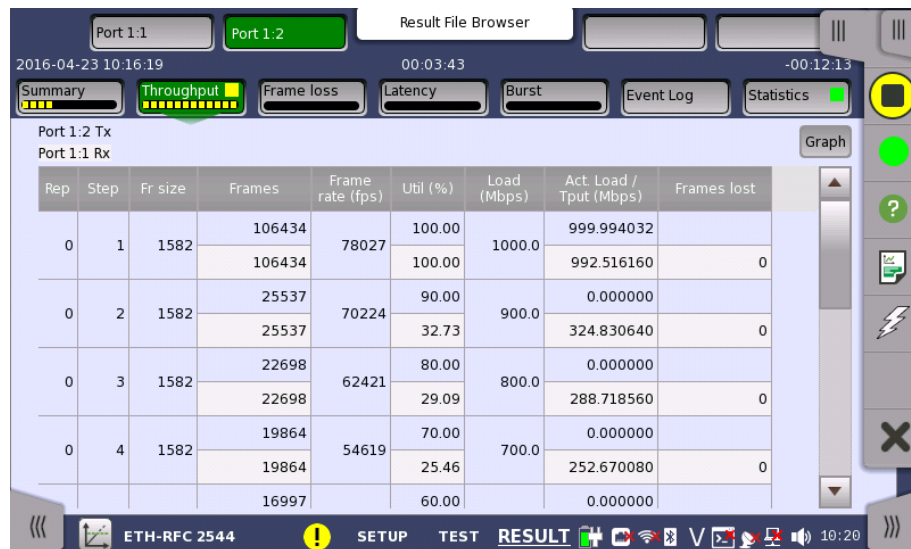 Result File Browser
Port 1:1 Port 1:2
2016-04-23 10:16:19 00:03:43 -00:12:13
Summary Throughput Frame loss Latency Burst Event Log Statistics
Port 1:2 Tx
Port 1:1 Rx
Graph
Rep Step Fr size Frames Frame rate (fps) Util (%) Load (Mbps) Act. Load / Tput (Mbps) Frames lost
106434 100.00 999.994032
0 1 1582 78027 1000.0
106434 100.00 992.516160 0
25537 90.00 0.000000
0 2 1582 70224 900.0
25537 32.73 324.830640 0
22698 80.00 0.000000
0 3 1582 62421 800.0
22698 29.09 288.718560 0
19864 70.00 0.000000
0 4 1582 54619 700.0
19864 25.46 252.670080 0
16997 60.00 0.000000
ETH-RFC 2544 ! SETUP TEST RESULT V 10:20